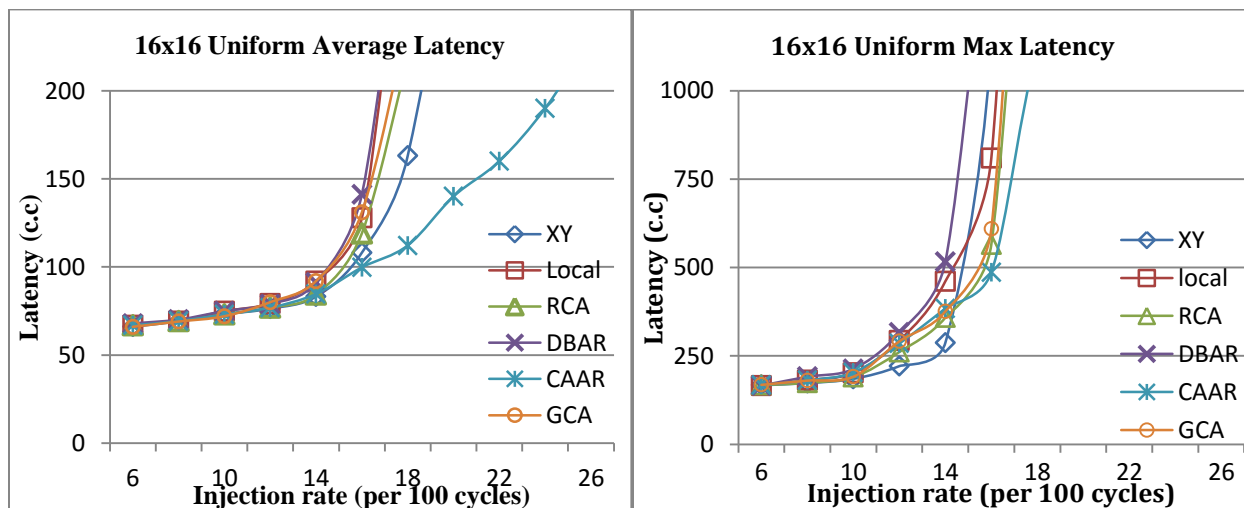 16x16 Uniform Average Latency
Latency (c.c)
200
150
100
50
0
XY
Local
RCA
DBAR
CAAR
GCA
6 10 14 18 22 26
Injection rate (per 100 cycles)
16x16 Uniform Max Latency
Latency (c.c)
1000
750
500
250
0
XY
local
RCA
DBAR
CAAR
GCA
6 10 14 18 22 26
Injection rate (per 100 cycles)